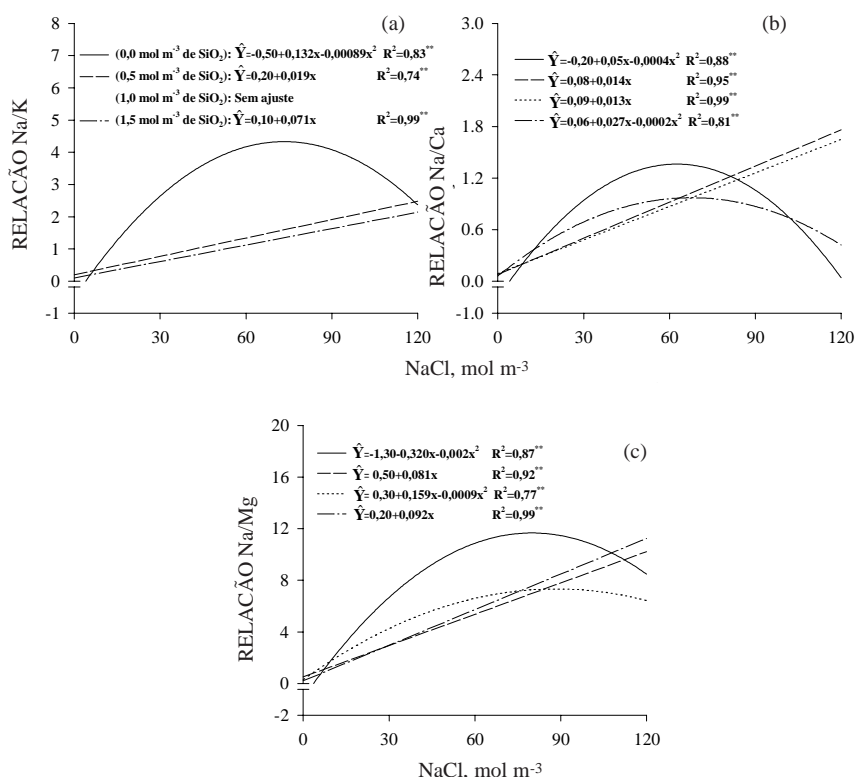 (a)
8
7
6
5
4
3
2
1
0
-1
RELAÇÃO Na/K
(0,0 mol m-3 de SiO2): Ŷ=-0,50+0,132x-0,00089x2 R2=0,83**
(0,5 mol m-3 de SiO2): Ŷ=0,20+0,019x R2=0,74**
(1,0 mol m-3 de SiO2): Sem ajuste
(1,5 mol m-3 de SiO2): Ŷ=0,10+0,071x R2=0,99**
0 30 60 90 120
(b)
3.0
2.4
1.8
1.2
0.6
0.0
-1.0
RELAÇÃO Na/Ca
Ŷ=-0,20+0,05x-0,0004x2 R2=0,88**
Ŷ=0,08+0,014x R2=0,95**
Ŷ=0,09+0,013x R2=0,99**
Ŷ=0,06+0,027x-0,0002x2 R2=0,81**
0 30 60 90 120
NaCl, mol m-3
(c)
20
16
12
8
4
0
-2
RELAÇÃO Na/Mg
Ŷ=-1,30-0,320x-0,002x2 R2=0,87**
Ŷ= 0,50+0,081x R2=0,92**
Ŷ= 0,30+0,159x-0,0009x2 R2=0,77**
Ŷ=0,20+0,092x R2=0,99**
0 30 60 90 120
NaCl, mol m-3